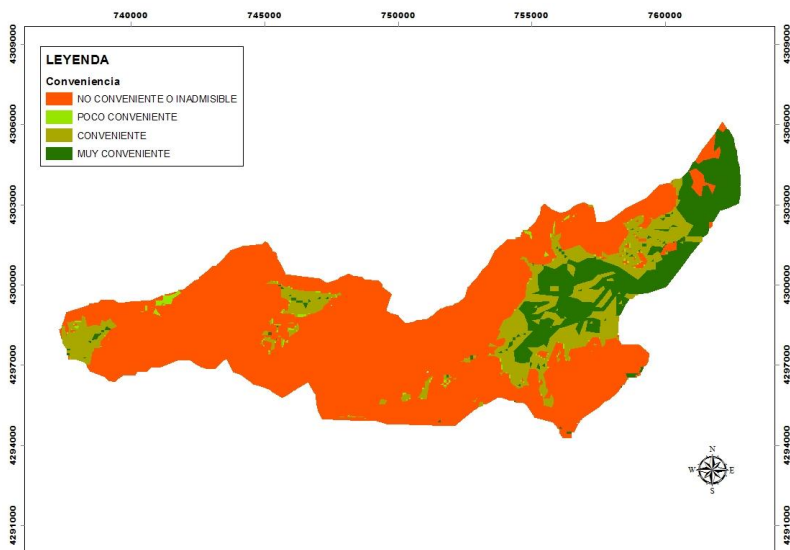 740000 745000 750000 755000 760000
4309000 4309000
LEYENDA
Conveniencia
NO CONVENIENTE O INADMISIBLE
POCO CONVENIENTE
CONVENIENTE
MUY CONVENIENTE
4306000 4306000
4303000 4303000
4300000 4300000
4297000 4297000
4294000 4294000
N
W E
S
4291000 4291000